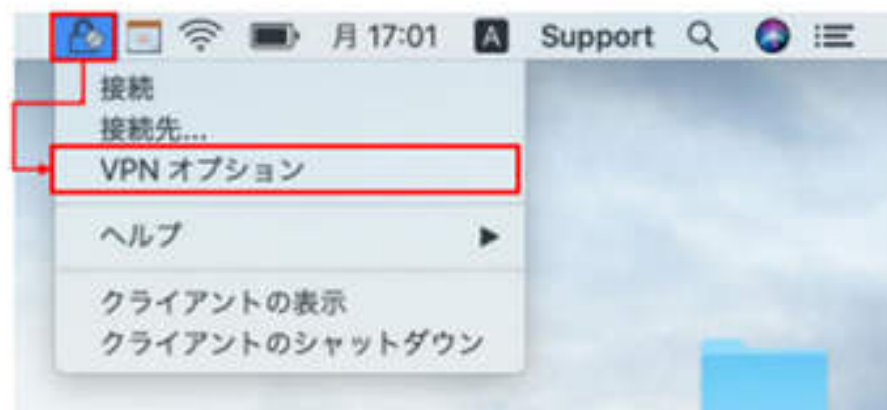 月 17:01 A Support
接続
接続先...
VPN オプション
ヘルプ
クライアントの表示
クライアントのシャットダウン